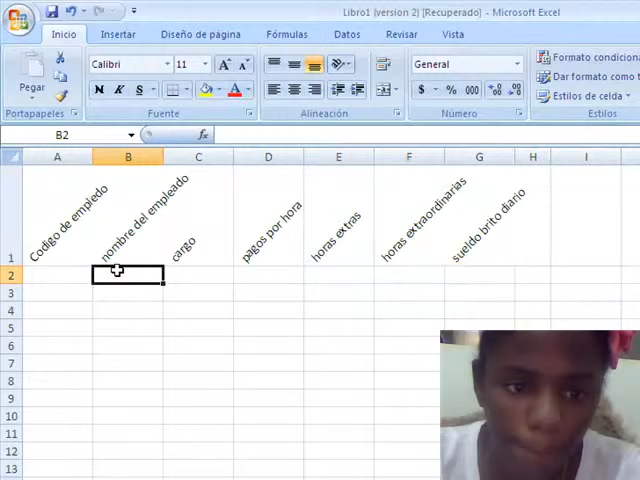 Libro1 (version 2) [Recuperado] - Microsoft Excel
Inicio Insertar Diseño de página Fórmulas Datos Revisar Vista
Calibri 11 A A General Formato condiciona
Pegar N K S A $ % 000 Dar formato como t
Estilos de celda
Portapapeles Fuente Alineación Número Estilos
B2 fx
A B C D E F G H I
1 Codigo de empledo nombre del empleado cargo pagos por hora horas extras horas extraordinarias sueldo brito diario
2
3
4
5
6
7
8
9
10
11
12
13